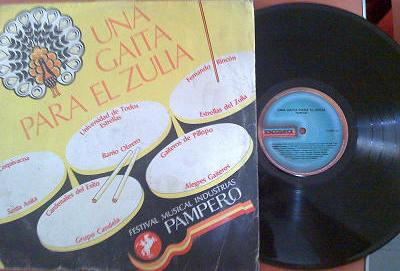 UNA
GAITA
PARA EL ZULIA
Fernando Rincón
Universidad de Todos
Estrellas
Estrellas del Zulia
Barrio Obrero
Gaiteros de Pillopo
Compivacoa
Santa Anita
Cardenales del Exito
Alegres Gaiteros
Grupo Candela
FESTIVAL MUSICAL INDUSTRIAS
PAMPERO
UNA GAITA PARA EL ZULIA